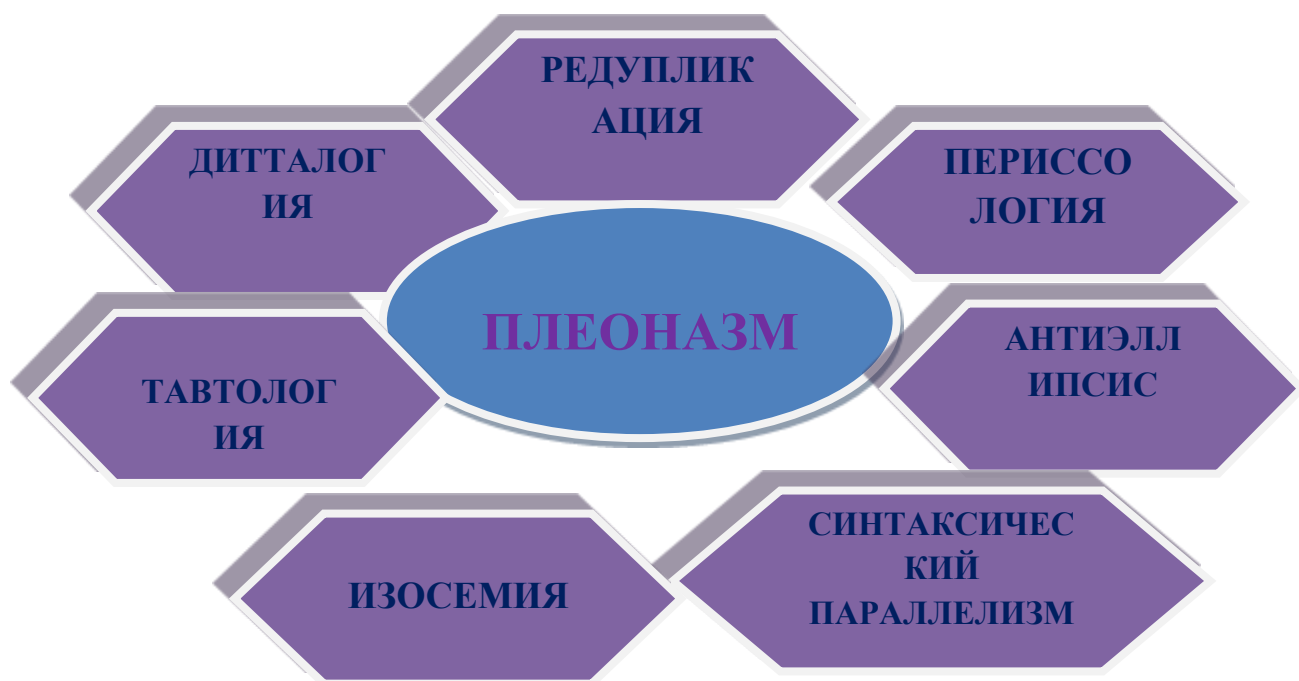 РЕДУПЛИК
АЦИЯ
ДИТТАЛОГ
ИЯ
ПЕРИССО
ЛОГИЯ
ПЛЕОНАЗМ
АНТИЭЛЛ
ИПСИС
ТАВТОЛОГ
ИЯ
СИНТАКСИЧЕС
КИЙ
ПАРАЛЛЕЛИЗМ
ИЗОСЕМИЯ